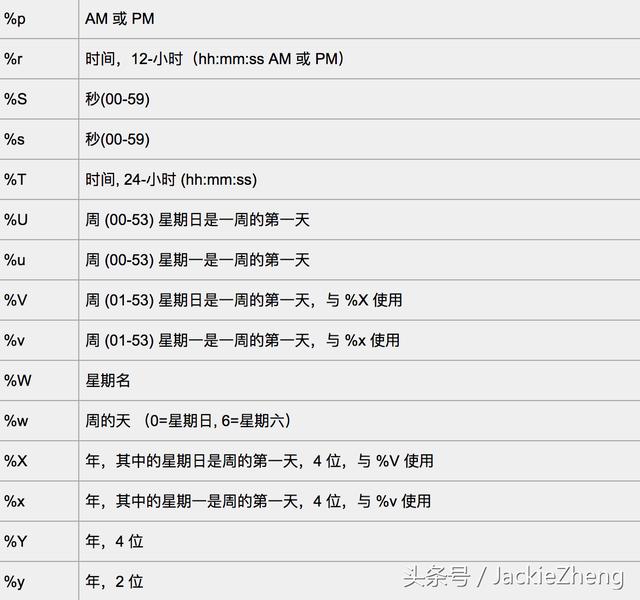 %p AM 或 PM
%r 时间，12-小时（hh:mm:ss AM 或 PM）
%S 秒(00-59)
%s 秒(00-59)
%T 时间, 24-小时 (hh:mm:ss)
%U 周 (00-53) 星期日是一周的第一天
%u 周 (00-53) 星期一是一周的第一天
%V 周 (01-53) 星期日是一周的第一天，与 %X 使用
%v 周 (01-53) 星期一是一周的第一天，与 %x 使用
%W 星期名
%w 周的天 （0=星期日, 6=星期六）
%X 年，其中的星期日是周的第一天，4 位，与 %V 使用
%x 年，其中的星期一是周的第一天，4 位，与 %v 使用
%Y 年，4 位
%y 年，2 位
头条号 / JackieZheng